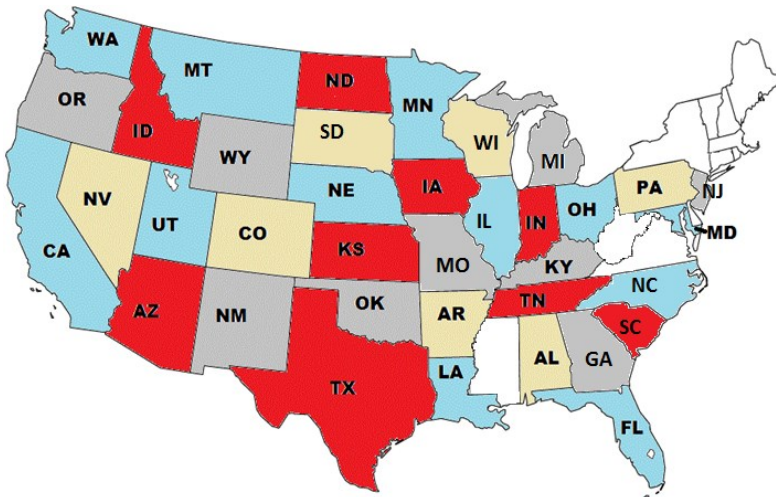 WA
MT
ND
MN
OR
ID
SD
WI
WY
MI
IA
PA
NJ
NE
NV
IL
IN
OH
UT
CO
MD
CA
KS
MO
KY
NC
TN
AZ
NM
OK
AR
SC
AL
GA
LA
TX
FL